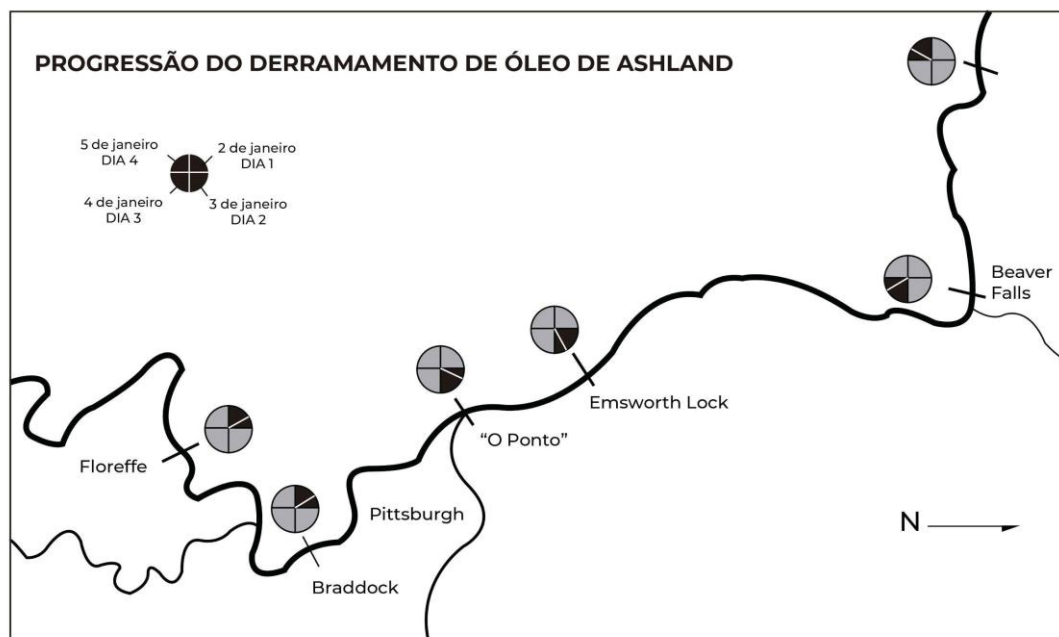 PROGRESSÃO DO DERRAMAMENTO DE ÓLEO DE ASHLAND
5 de janeiro
DIA 4
2 de janeiro
DIA 1
4 de janeiro
DIA 3
3 de janeiro
DIA 2
Beaver
Falls
Emsworth Lock
"O Ponto"
Floreffe
Pittsburgh
N
Braddock